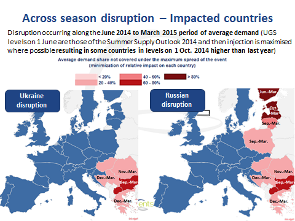 Across season disruption – Impacted countries
Disruption occurring along the June 2014 to March 2015 period of average demand (UGS
levels on 1 June are those of the Summer Supply Outlook 2014 and then injection is maximised
where possible resulting in some countries in levels on 1 Oct. 2014 higher than last year)
Average demand share not covered under the maximum spread of the event
(minimisation of relative impact on each country)
< 20%
40 – 60%
> 80%
20 – 40%
60 – 80%
Ukraine
disruption
Russian
disruption
Sep.-Mar.
Sep.-Mar.
Dec.-Mar.
Dec.-Mar.